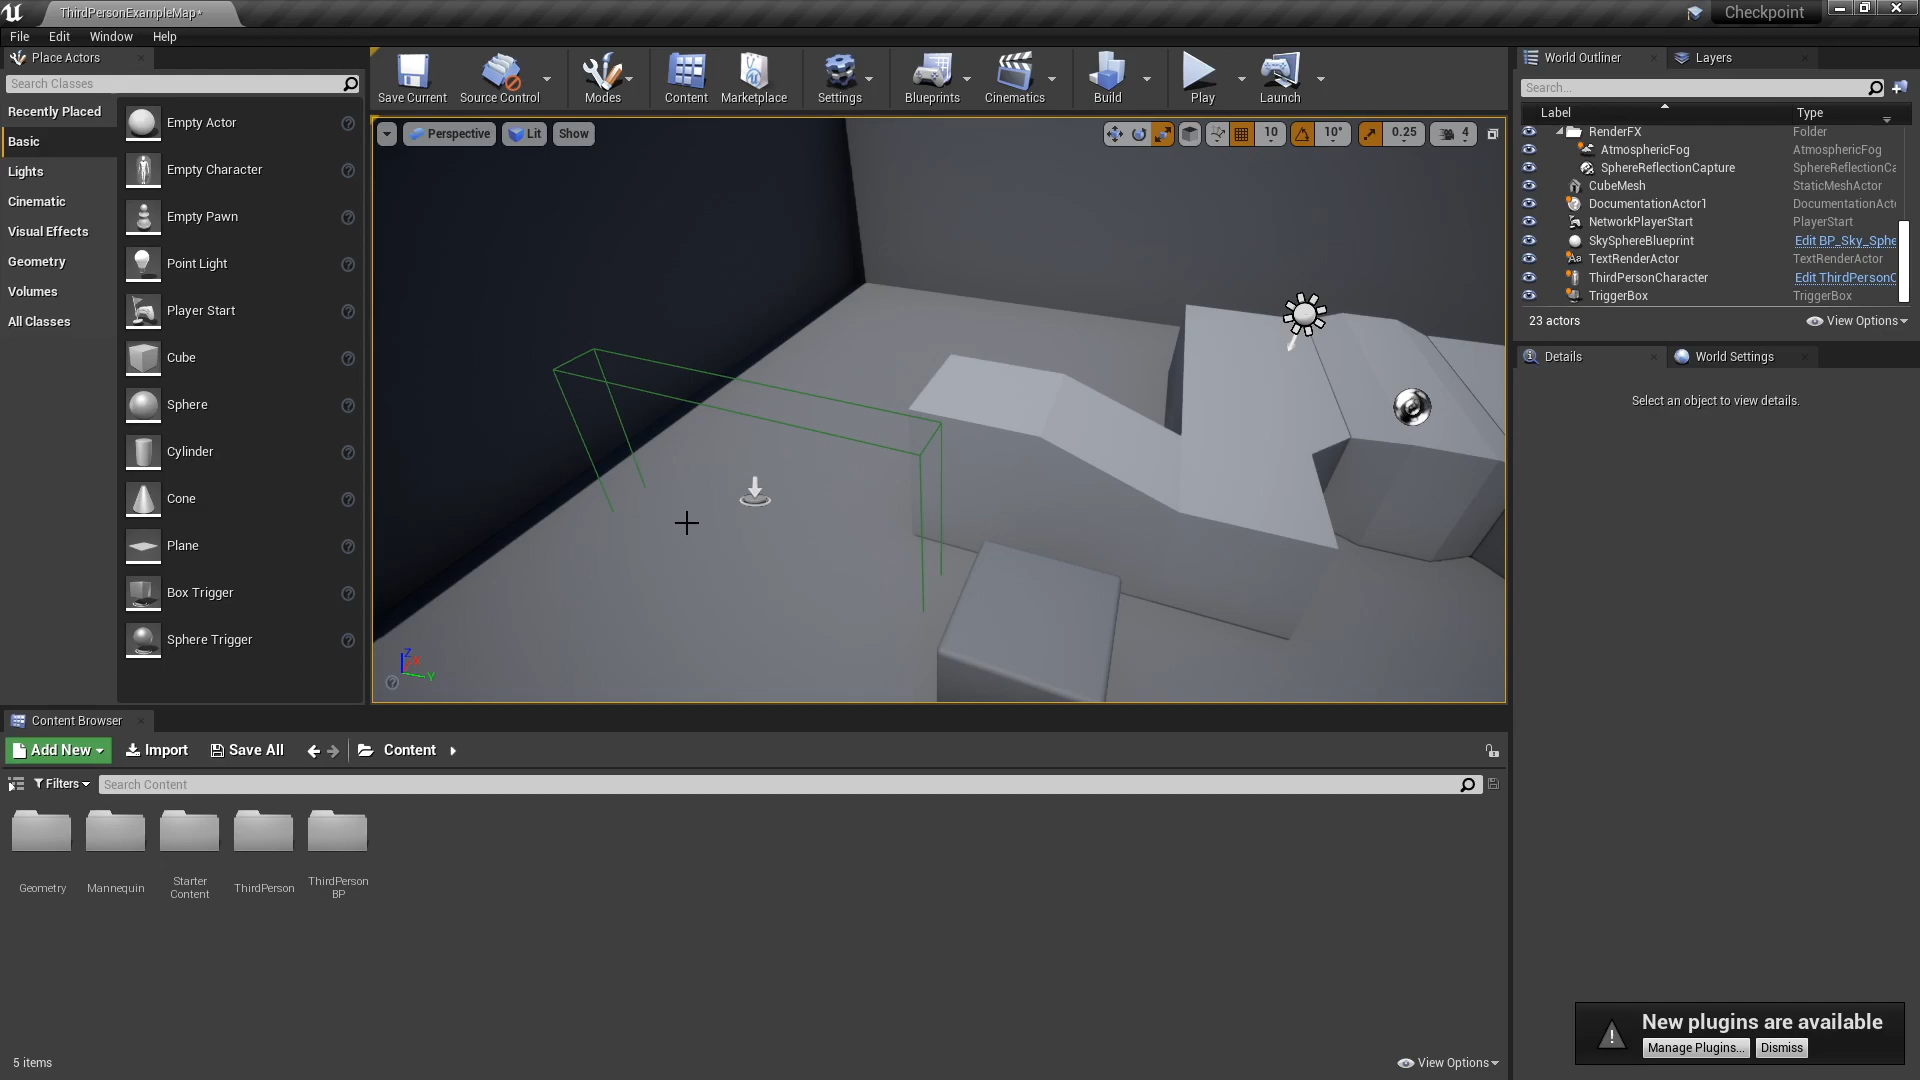 ThirdPersonExampleMap*
Checkpoint
File Edit Window Help
Place Actors
Search Classes
Recently Placed
Basic
Lights
Cinematic
Visual Effects
Geometry
Volumes
All Classes
Empty Actor
Empty Character
Empty Pawn
Point Light
Player Start
Cube
Sphere
Cylinder
Cone
Plane
Box Trigger
Sphere Trigger
Save Current Source Control Modes Content Marketplace Settings Blueprints Cinematics Build Play Launch
Perspective Lit Show
10 10° 0.25 4
Z X Y
World Outliner Layers
Search...
Label Type
RenderFX Folder
AtmosphericFog AtmosphericFog
SphereReflectionCapture SphereReflectionCa
CubeMesh StaticMeshActor
DocumentationActor1 DocumentationActo
NetworkPlayerStart PlayerStart
SkySphereBlueprint Edit BP_Sky_Sphe
TextRenderActor TextRenderActor
ThirdPersonCharacter Edit ThirdPersonC
TriggerBox TriggerBox
23 actors View Options
Details World Settings
Select an object to view details.
Content Browser
Add New Import Save All Content
Filters Search Content
Geometry
Mannequin
Starter
Content
ThirdPerson
ThirdPerson
BP
5 items View Options
New plugins are available
Manage Plugins... Dismiss